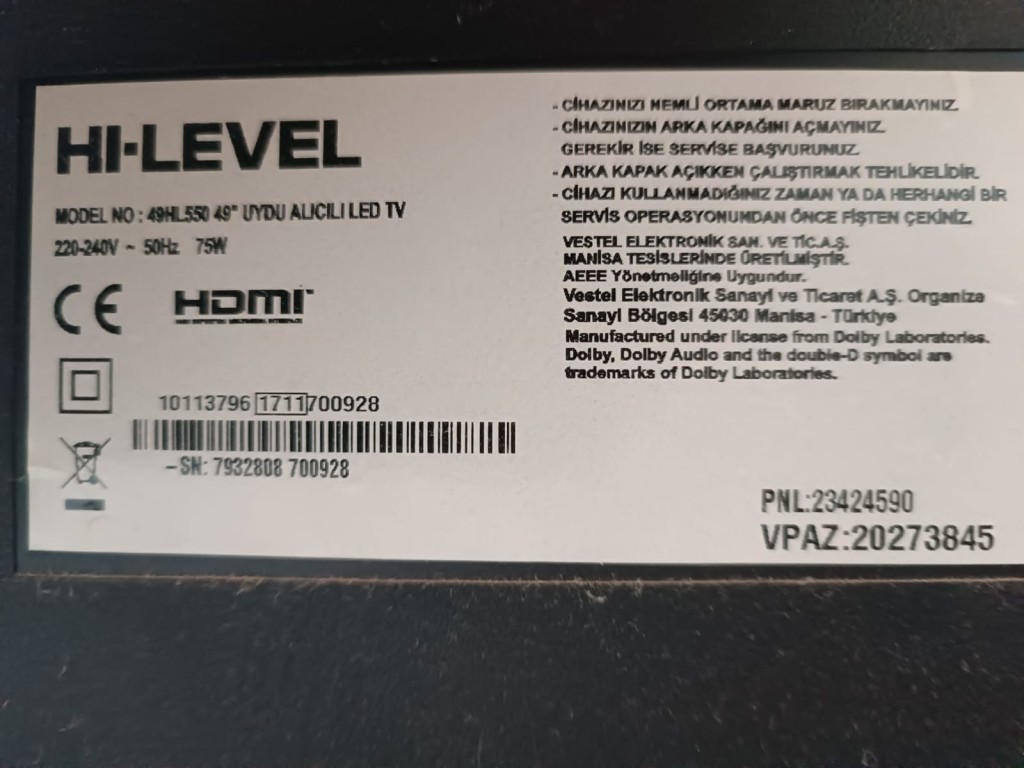 HI-LEVEL
MODEL NO : 49HL550 49" UYDU ALICILI LED TV
220-240V ~ 50Hz 75W
CE HDMI
10113796 1711700928
-SN: 7932808 700928
- CİHAZINIZI NEMLİ ORTAMA MARUZ BIRAKMAYINIZ.
- CİHAZINIZIN ARKA KAPAĞINI AÇMAYINIZ.
GEREKİR İSE SERVİSE BAŞVURUNUZ.
- ARKA KAPAK AÇIKKEN ÇALIŞTIRMAK TEHLİKELİDİR.
- CİHAZI KULLANMADIĞINIZ ZAMAN YA DA HERHANGİ BİR
SERVİS OPERASYONUNDAN ÖNCE FİŞTEN ÇEKİNİZ.
VESTEL ELEKTRONİK SAN. VE TİC.A.Ş.
MANİSA TESİSLERİNDE ÜRETİLMİŞTİR.
AEEE Yönetmeliğine Uygundur.
Vestel Elektronik Sanayi ve Ticaret A.Ş. Organize
Sanayi Bölgesi 45030 Manisa - Türkiye
Manufactured under license from Dolby Laboratories.
Dolby, Dolby Audio and the double-D symbol are
trademarks of Dolby Laboratories.
PNL:23424590
VPAZ:20273845